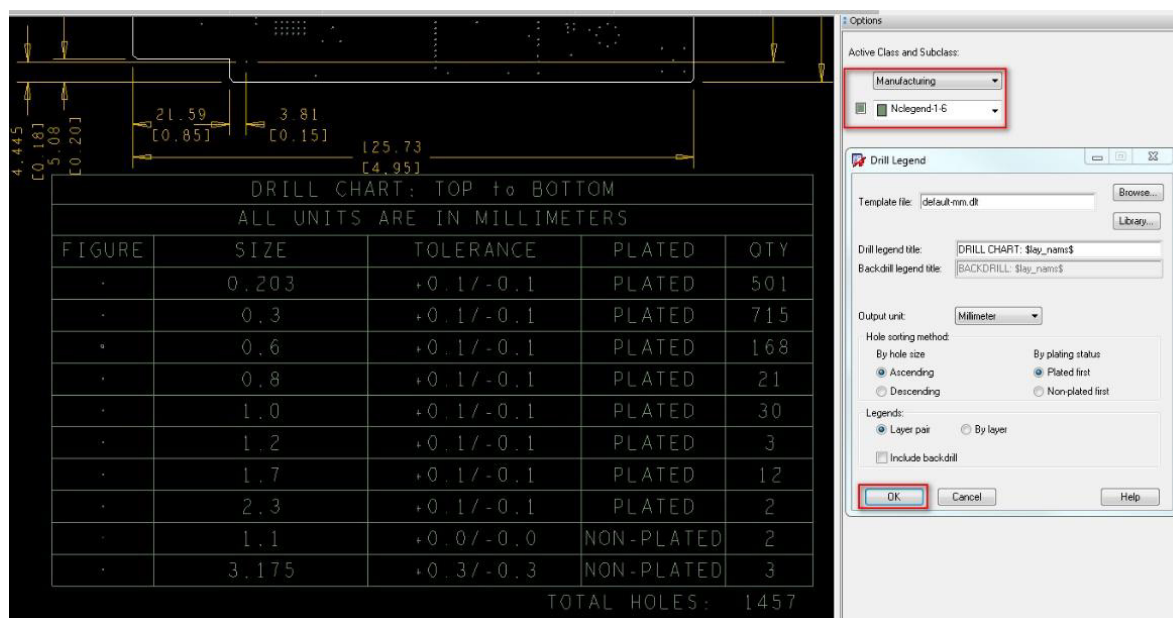 Options
Active Class and Subclass:
Manufacturing
Nclegend-1-6
21.59
[0.85]
3.81
[0.15]
125.73
[4.95]
4.445
[0.18]
5.08
[0.20]
DRILL CHART: TOP to BOTTOM
ALL UNITS ARE IN MILLIMETERS
FIGURE SIZE TOLERANCE PLATED QTY
0.203 +0.1/-0.1 PLATED 501
0.3 +0.1/-0.1 PLATED 715
0.6 +0.1/-0.1 PLATED 168
0.8 +0.1/-0.1 PLATED 21
1.0 +0.1/-0.1 PLATED 30
1.2 +0.1/-0.1 PLATED 3
1.7 +0.1/-0.1 PLATED 12
2.3 +0.1/-0.1 PLATED 2
1.1 +0.0/-0.0 NON-PLATED 2
3.175 +0.3/-0.3 NON-PLATED 3
TOTAL HOLES: 1457
Drill Legend
Template file: default-mm.dlt Browse...
Library...
Drill legend title: DRILL CHART: $lay_nams$
Backdrill legend title: BACKDRILL: $lay_nams$
Output unit: Millimeter
Hole sorting method:
By hole size By plating status
Ascending Plated first
Descending Non-plated first
Legends:
Layer pair By layer
Include backdrill
OK Cancel Help